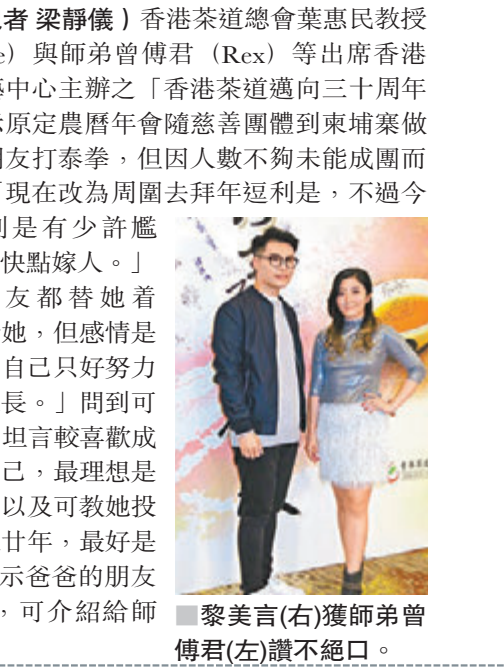 者 梁靜儀）香港茶道總會葉惠民教授
e）與師弟曾傅君（Rex）等出席香港
中心主辦之「香港茶道邁向三十周年
原定農曆年會隨慈善團體到柬埔寨做
朋友打泰拳，但因人數不夠未能成團而
現在改為周圍去拜年逗利是，不過今
利是有少許尷
快點嫁人。」
友都替她着
她，但感情是
自己只好努力
長。」問到可
坦言較喜歡成
己，最理想是
以及可教她投
廿年，最好是
示爸爸的朋友
，可介紹給師
■黎美言(右)獲師弟曾
傅君(左)讚不絕口。